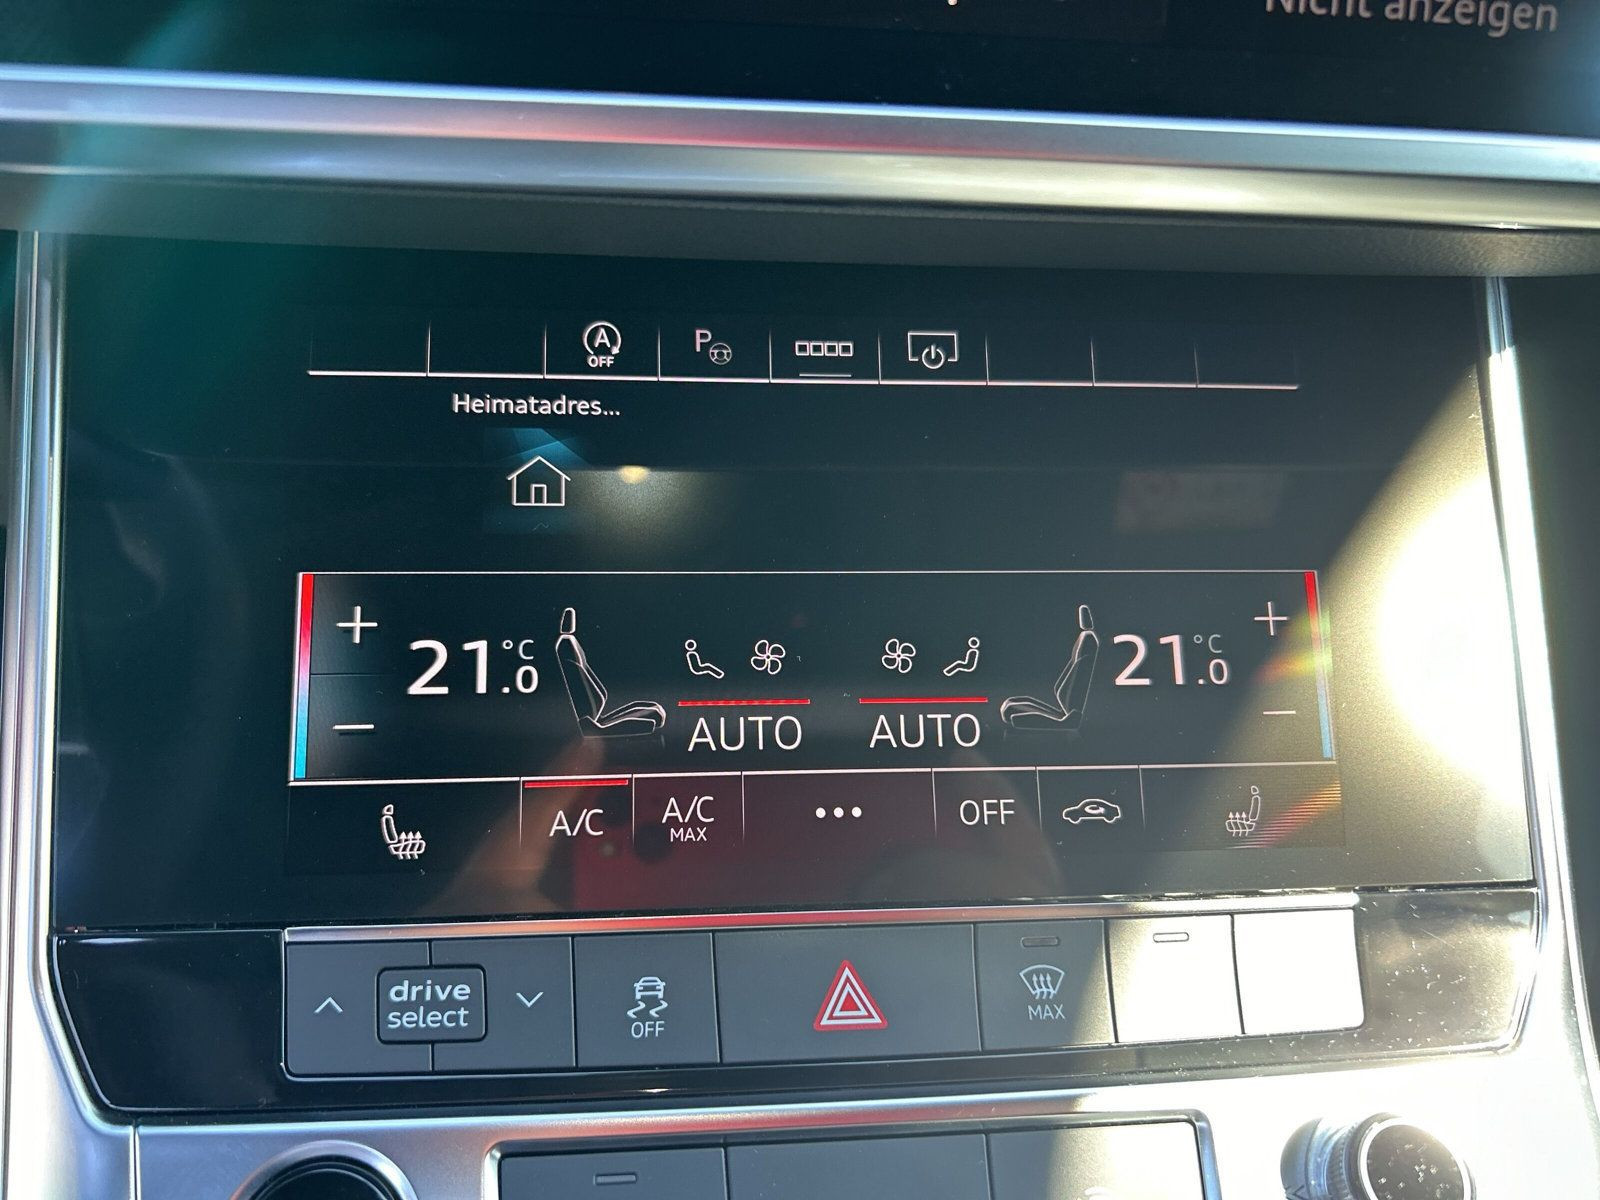 Nicht anzeigen
A
OFF
P
Heimatadres...
21.0 °C
AUTO
AUTO
21.0 °C
A/C
A/C
MAX
•••
OFF
drive
select
OFF
MAX